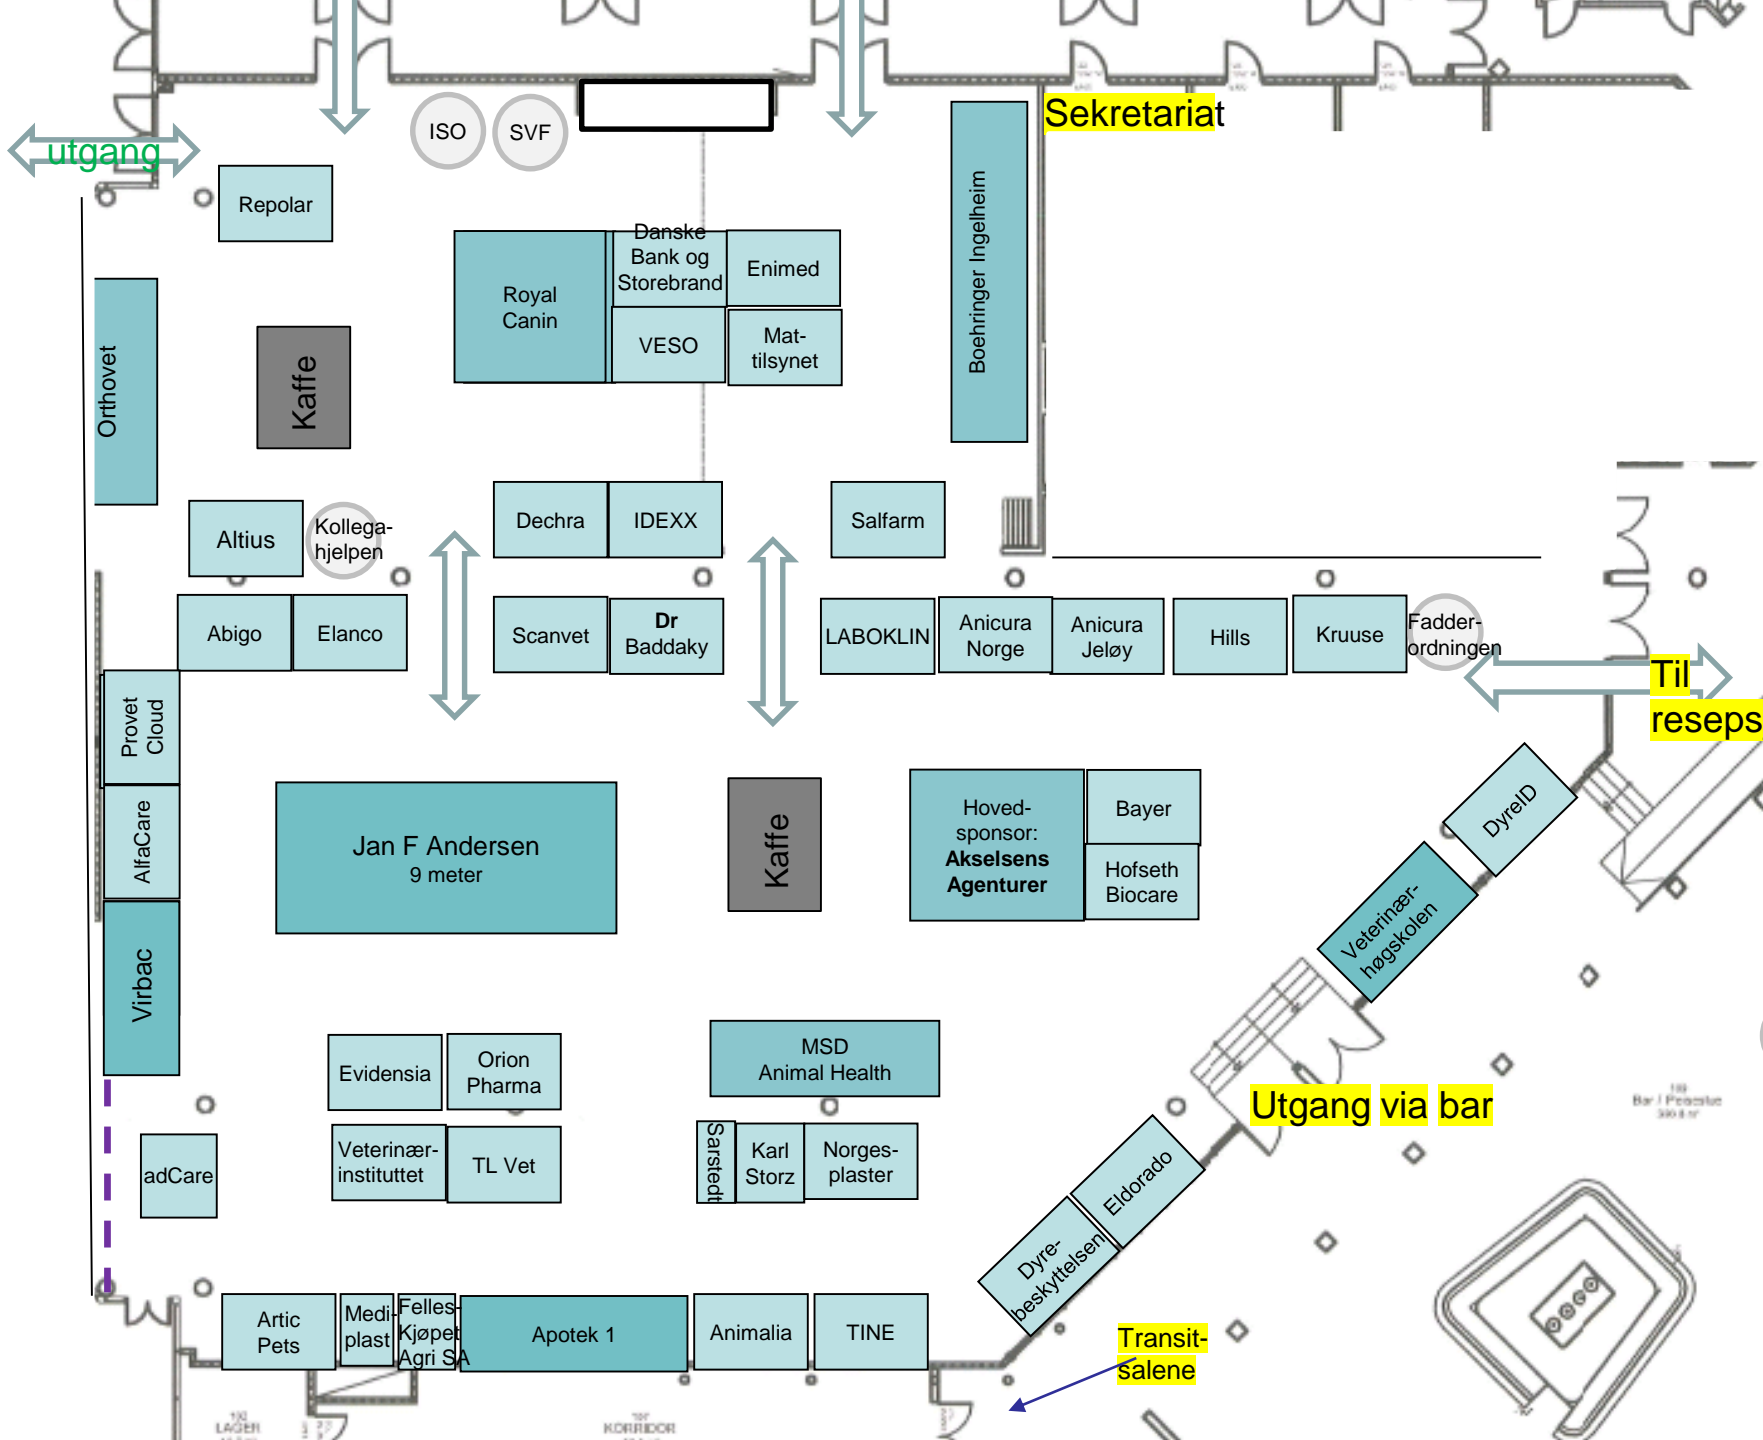 Sekretariat
ISO
SVF
utgang
Repolar
Danske
Bank og
Storebrand
Enimed
Royal
Canin
VESO
Mat-
tilsynet
Boehringer Ingelheim
Orthovet
Kaffe
Altius
Kollega-
hjelpen
Dechra
IDEXX
Salfarm
Abigo
Elanco
Scanvet
Dr
Baddaky
LABOKLIN
Anicura
Norge
Anicura
Jeløy
Hills
Kruuse
Fadder-
ordningen
Til
reseps
Provet
Cloud
AlfaCare
Virbac
Jan F Andersen
9 meter
Kaffe
Hoved-
sponsor:
Akselsens
Agenturer
Bayer
Hofseth
Biocare
DyreID
Veterinær-
høgskolen
Evidensia
Orion
Pharma
MSD
Animal Health
Utgang via bar
Bar / Peisestue
adCare
Veterinær-
instituttet
TL Vet
Sarstedt
Karl
Storz
Norges-
plaster
Eldorado
Dyre-
beskyttelsen
Artic
Pets
Medi-
plast
Felles-
Kjøpet
Agri SA
Apotek 1
Animalia
TINE
Transit-
salene
LAGER
KORRIDOR